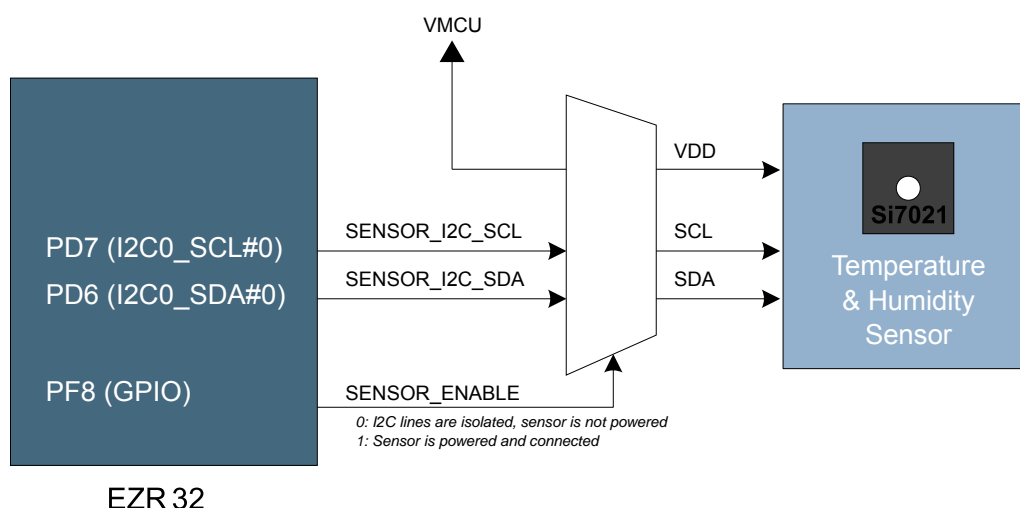 VMCU
VDD
Si7021
PD7 (I2C0_SCL#0)
SENSOR_I2C_SCL
SCL
PD6 (I2C0_SDA#0)
SENSOR_I2C_SDA
SDA
Temperature
& Humidity
Sensor
PF8 (GPIO)
SENSOR_ENABLE
0: I2C lines are isolated, sensor is not powered
1: Sensor is powered and connected
EZR 32